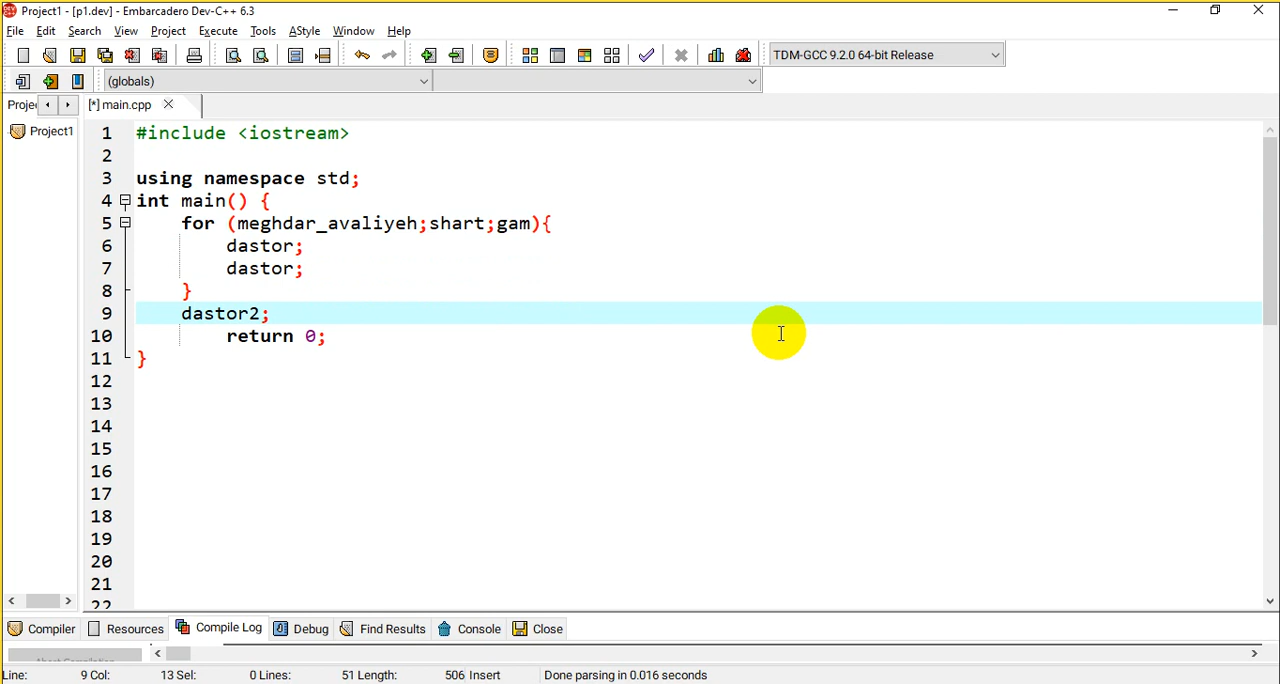 Project1 - [p1.dev] - Embarcadero Dev-C++ 6.3
File Edit Search View Project Execute Tools AStyle Window Help
TDM-GCC 9.2.0 64-bit Release
(globals)
Proje [*] main.cpp
Project1
1 #include <iostream>
2
3 using namespace std;
4 int main() {
5 for (meghdar_avaliyeh;shart;gam){
6 dastor;
7 dastor;
8 }
9 dastor2;
10 return 0;
11 }
12
13
14
15
16
17
18
19
20
21
22
Compiler Resources Compile Log Debug Find Results Console Close
Abort Compilation
Line: 9 Col: 13 Sel: 0 Lines: 51 Length: 506 Insert Done parsing in 0.016 seconds